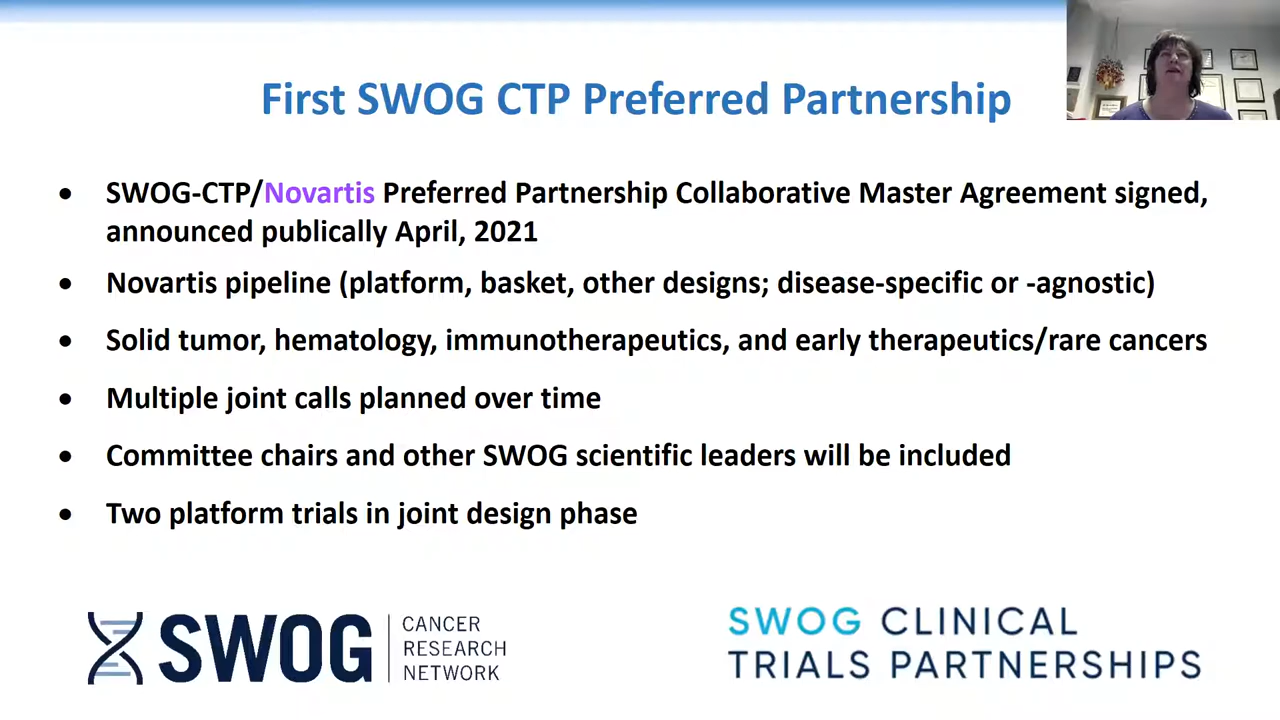 First SWOG CTP Preferred Partnership
• SWOG-CTP/Novartis Preferred Partnership Collaborative Master Agreement signed,
announced publically April, 2021
• Novartis pipeline (platform, basket, other designs; disease-specific or -agnostic)
• Solid tumor, hematology, immunotherapeutics, and early therapeutics/rare cancers
• Multiple joint calls planned over time
• Committee chairs and other SWOG scientific leaders will be included
• Two platform trials in joint design phase
SWOG
CANCER
RESEARCH
NETWORK
SWOG CLINICAL
TRIALS PARTNERSHIPS